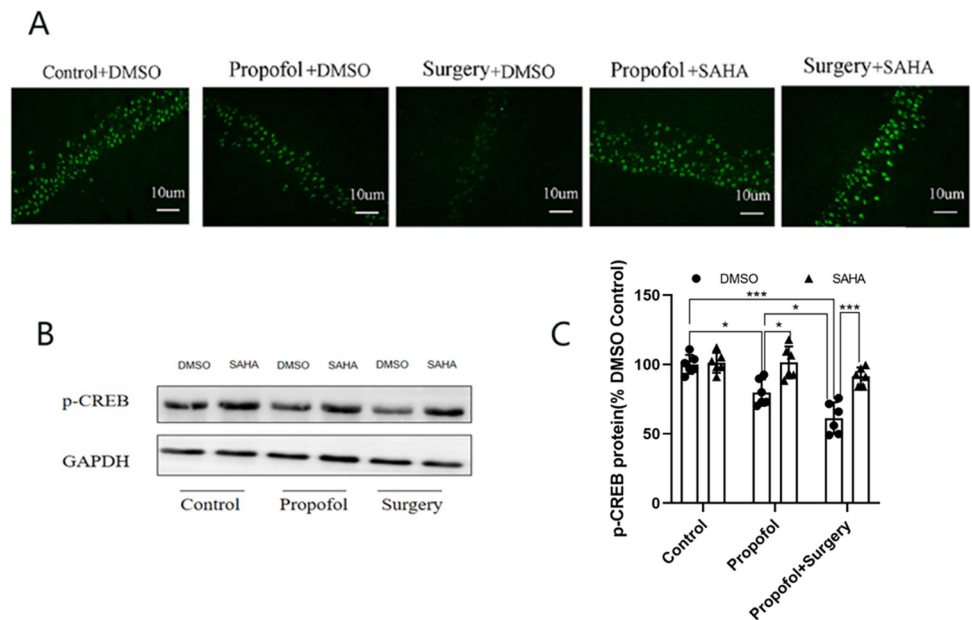 A
Control+DMSO Propofol+DMSO Surgery+DMSO Propofol+SAHA Surgery+SAHA
10um 10um 10um 10um 10um
B
DMSO SAHA DMSO SAHA DMSO SAHA
p-CREB
GAPDH
Control Propofol Surgery
C
DMSO SAHA
p-CREB protein(% DMSO Control)
150
100
50
0
***
*
***
*
*
Control
Propofol
Propofol+Surgery